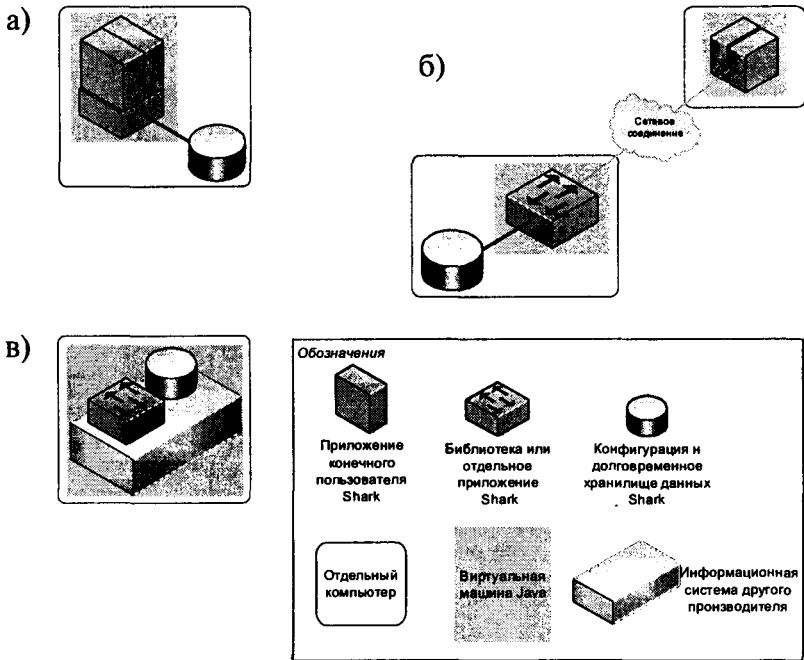 а)
б)
Сетевое
соединение
в)
Обозначения
Приложение
конечного
пользователя
Shark
Библиотека или
отдельное
приложение
Shark
Конфигурация н
долговременное
хранилище данных
Shark
Отдельный
компьютер
Виртуальная
машина Java
Информационная
система другого
производителя